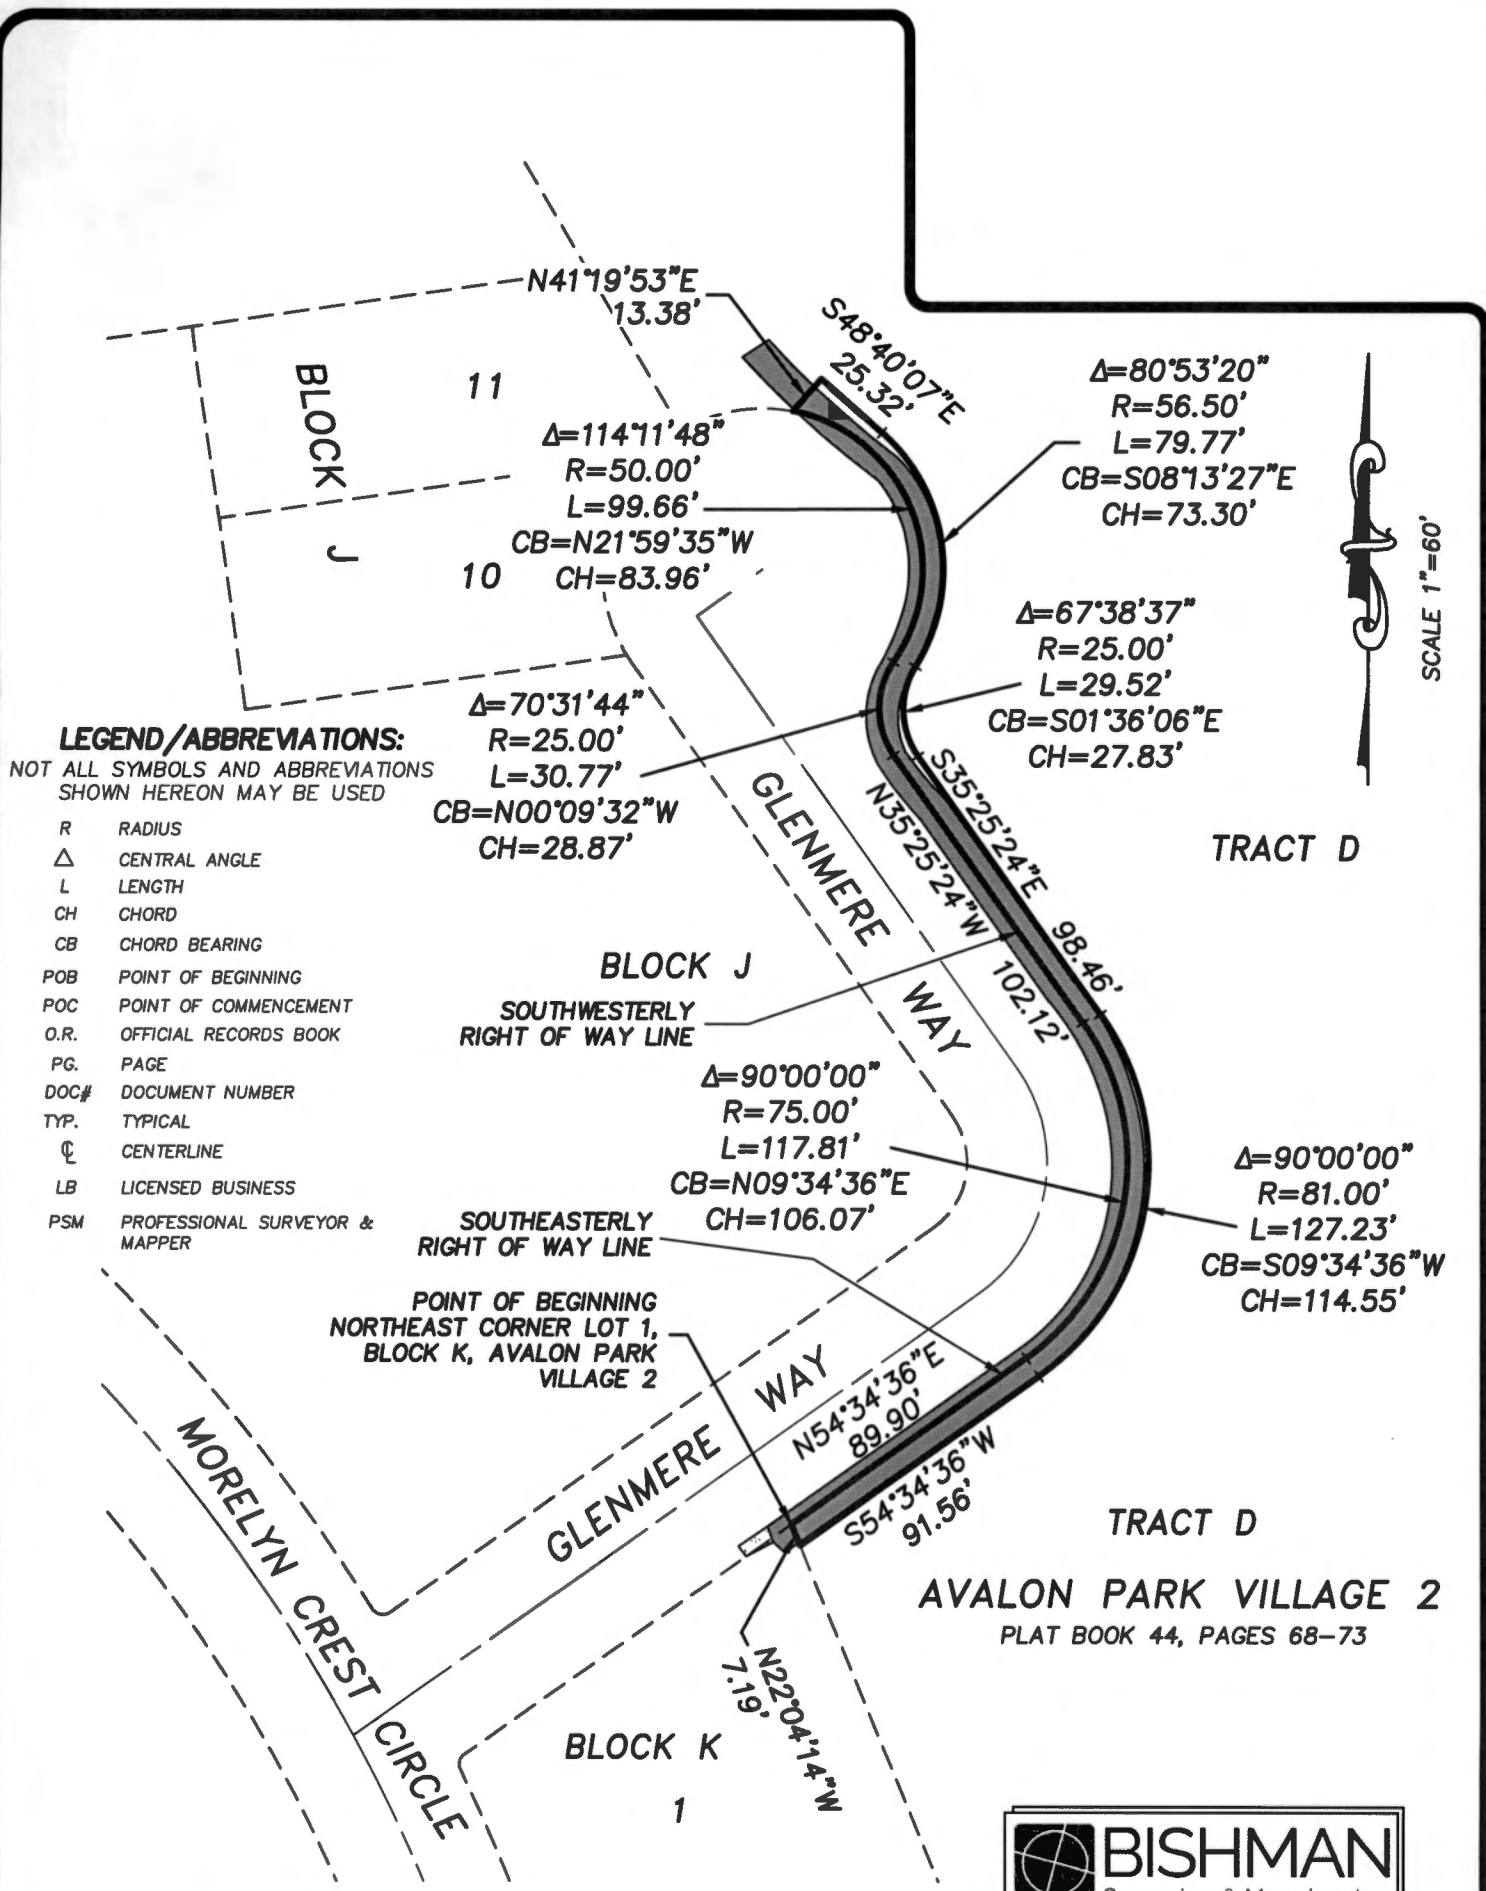 N41°19'53"E
13.38'
S48°40'07"E
25.32'
Δ=80°53'20"
R=56.50'
L=79.77'
CB=S08°13'27"E
CH=73.30'
BLOCK
J
11
10
Δ=114°11'48"
R=50.00'
L=99.66'
CB=N21°59'35"W
CH=83.96'
SCALE 1"=60'
Δ=67°38'37"
R=25.00'
L=29.52'
CB=S01°36'06"E
CH=27.83'
Δ=70°31'44"
R=25.00'
L=30.77'
CB=N00°09'32"W
CH=28.87'
LEGEND/ABBREVIATIONS:
NOT ALL SYMBOLS AND ABBREVIATIONS
SHOWN HEREON MAY BE USED
R RADIUS
△ CENTRAL ANGLE
L LENGTH
CH CHORD
CB CHORD BEARING
POB POINT OF BEGINNING
POC POINT OF COMMENCEMENT
O.R. OFFICIAL RECORDS BOOK
PG. PAGE
DOC# DOCUMENT NUMBER
TYP. TYPICAL
℄ CENTERLINE
LB LICENSED BUSINESS
PSM PROFESSIONAL SURVEYOR &
MAPPER
GLENMERE WAY
S35°25'24"E 98.46'
N35°25'24"W 102.12'
TRACT D
BLOCK J
SOUTHWESTERLY
RIGHT OF WAY LINE
Δ=90°00'00"
R=75.00'
L=117.81'
CB=N09°34'36"E
CH=106.07'
Δ=90°00'00"
R=81.00'
L=127.23'
CB=S09°34'36"W
CH=114.55'
SOUTHEASTERLY
RIGHT OF WAY LINE
POINT OF BEGINNING
NORTHEAST CORNER LOT 1,
BLOCK K, AVALON PARK
VILLAGE 2
GLENMERE WAY
N54°34'36"E
89.90'
S54°34'36"W
91.56'
MORELYN CREST CIRCLE
TRACT D
AVALON PARK VILLAGE 2
PLAT BOOK 44, PAGES 68-73
N22°04'14"W
7.19'
BLOCK K
1
BISHMAN